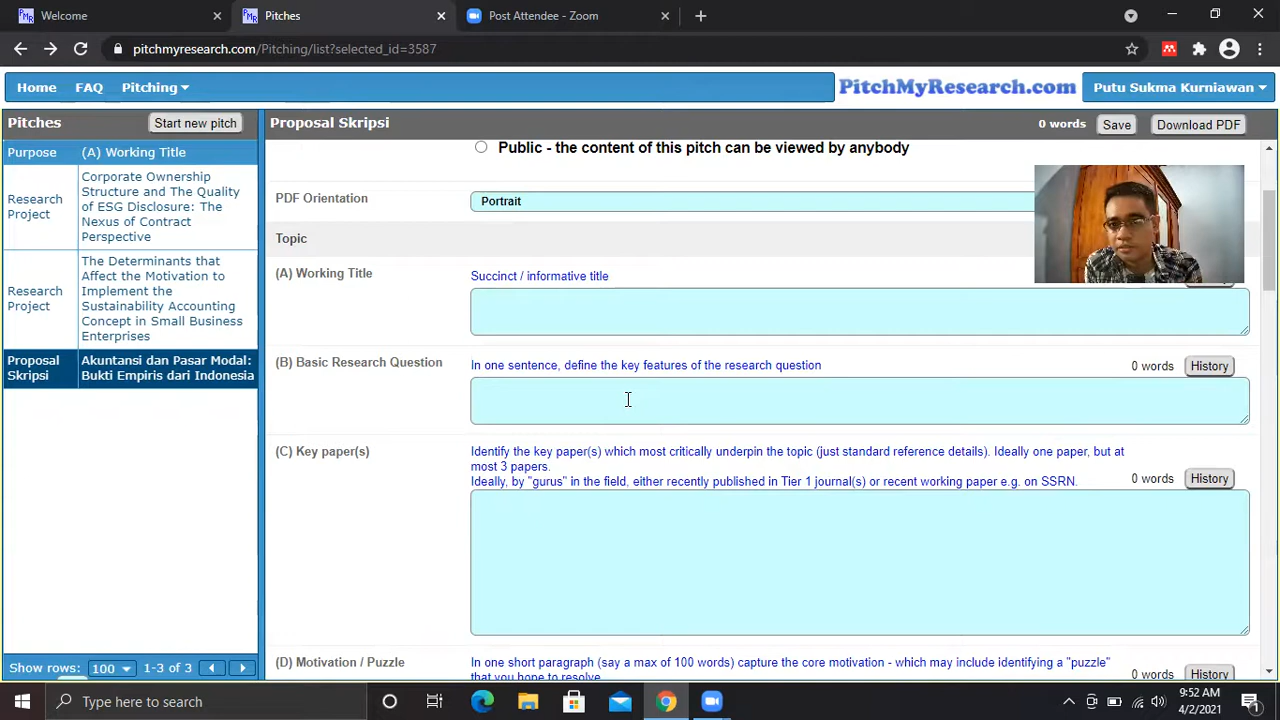 Welcome
Pitches
Post Attendee - Zoom
pitchmyresearch.com/Pitching/list?selected_id=3587
Home FAQ Pitching
PitchMyResearch.com
Putu Sukma Kurniawan
Pitches
Start new pitch
Proposal Skripsi
0 words
Save
Download PDF
Purpose
(A) Working Title
Research Project
Corporate Ownership
Structure and The Quality
of ESG Disclosure: The
Nexus of Contract
Perspective
Research Project
The Determinants that
Affect the Motivation to
Implement the
Sustainability Accounting
Concept in Small Business
Enterprises
Proposal Skripsi
Akuntansi dan Pasar Modal:
Bukti Empiris dari Indonesia
Show rows: 100 1-3 of 3
Public - the content of this pitch can be viewed by anybody
PDF Orientation
Portrait
Topic
(A) Working Title
Succinct / informative title
(B) Basic Research Question
In one sentence, define the key features of the research question
0 words
History
(C) Key paper(s)
Identify the key paper(s) which most critically underpin the topic (just standard reference details). Ideally one paper, but at
most 3 papers.
Ideally, by "gurus" in the field, either recently published in Tier 1 journal(s) or recent working paper e.g. on SSRN.
0 words
History
(D) Motivation / Puzzle
In one short paragraph (say a max of 100 words) capture the core motivation - which may include identifying a "puzzle"
that you hope to resolve
0 words
History
Type here to search
9:52 AM
4/2/2021